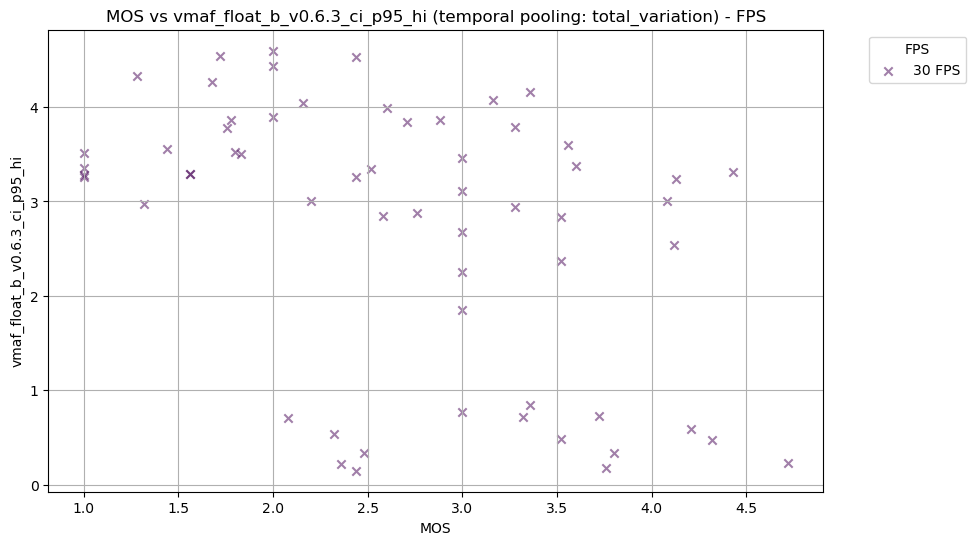 MOS vs vmaf_float_b_v0.6.3_ci_p95_hi (temporal pooling: total_variation) - FPS
FPS
30 FPS
vmaf_float_b_v0.6.3_ci_p95_hi
4
3
2
1
0
1.0 1.5 2.0 2.5 3.0 3.5 4.0 4.5
MOS